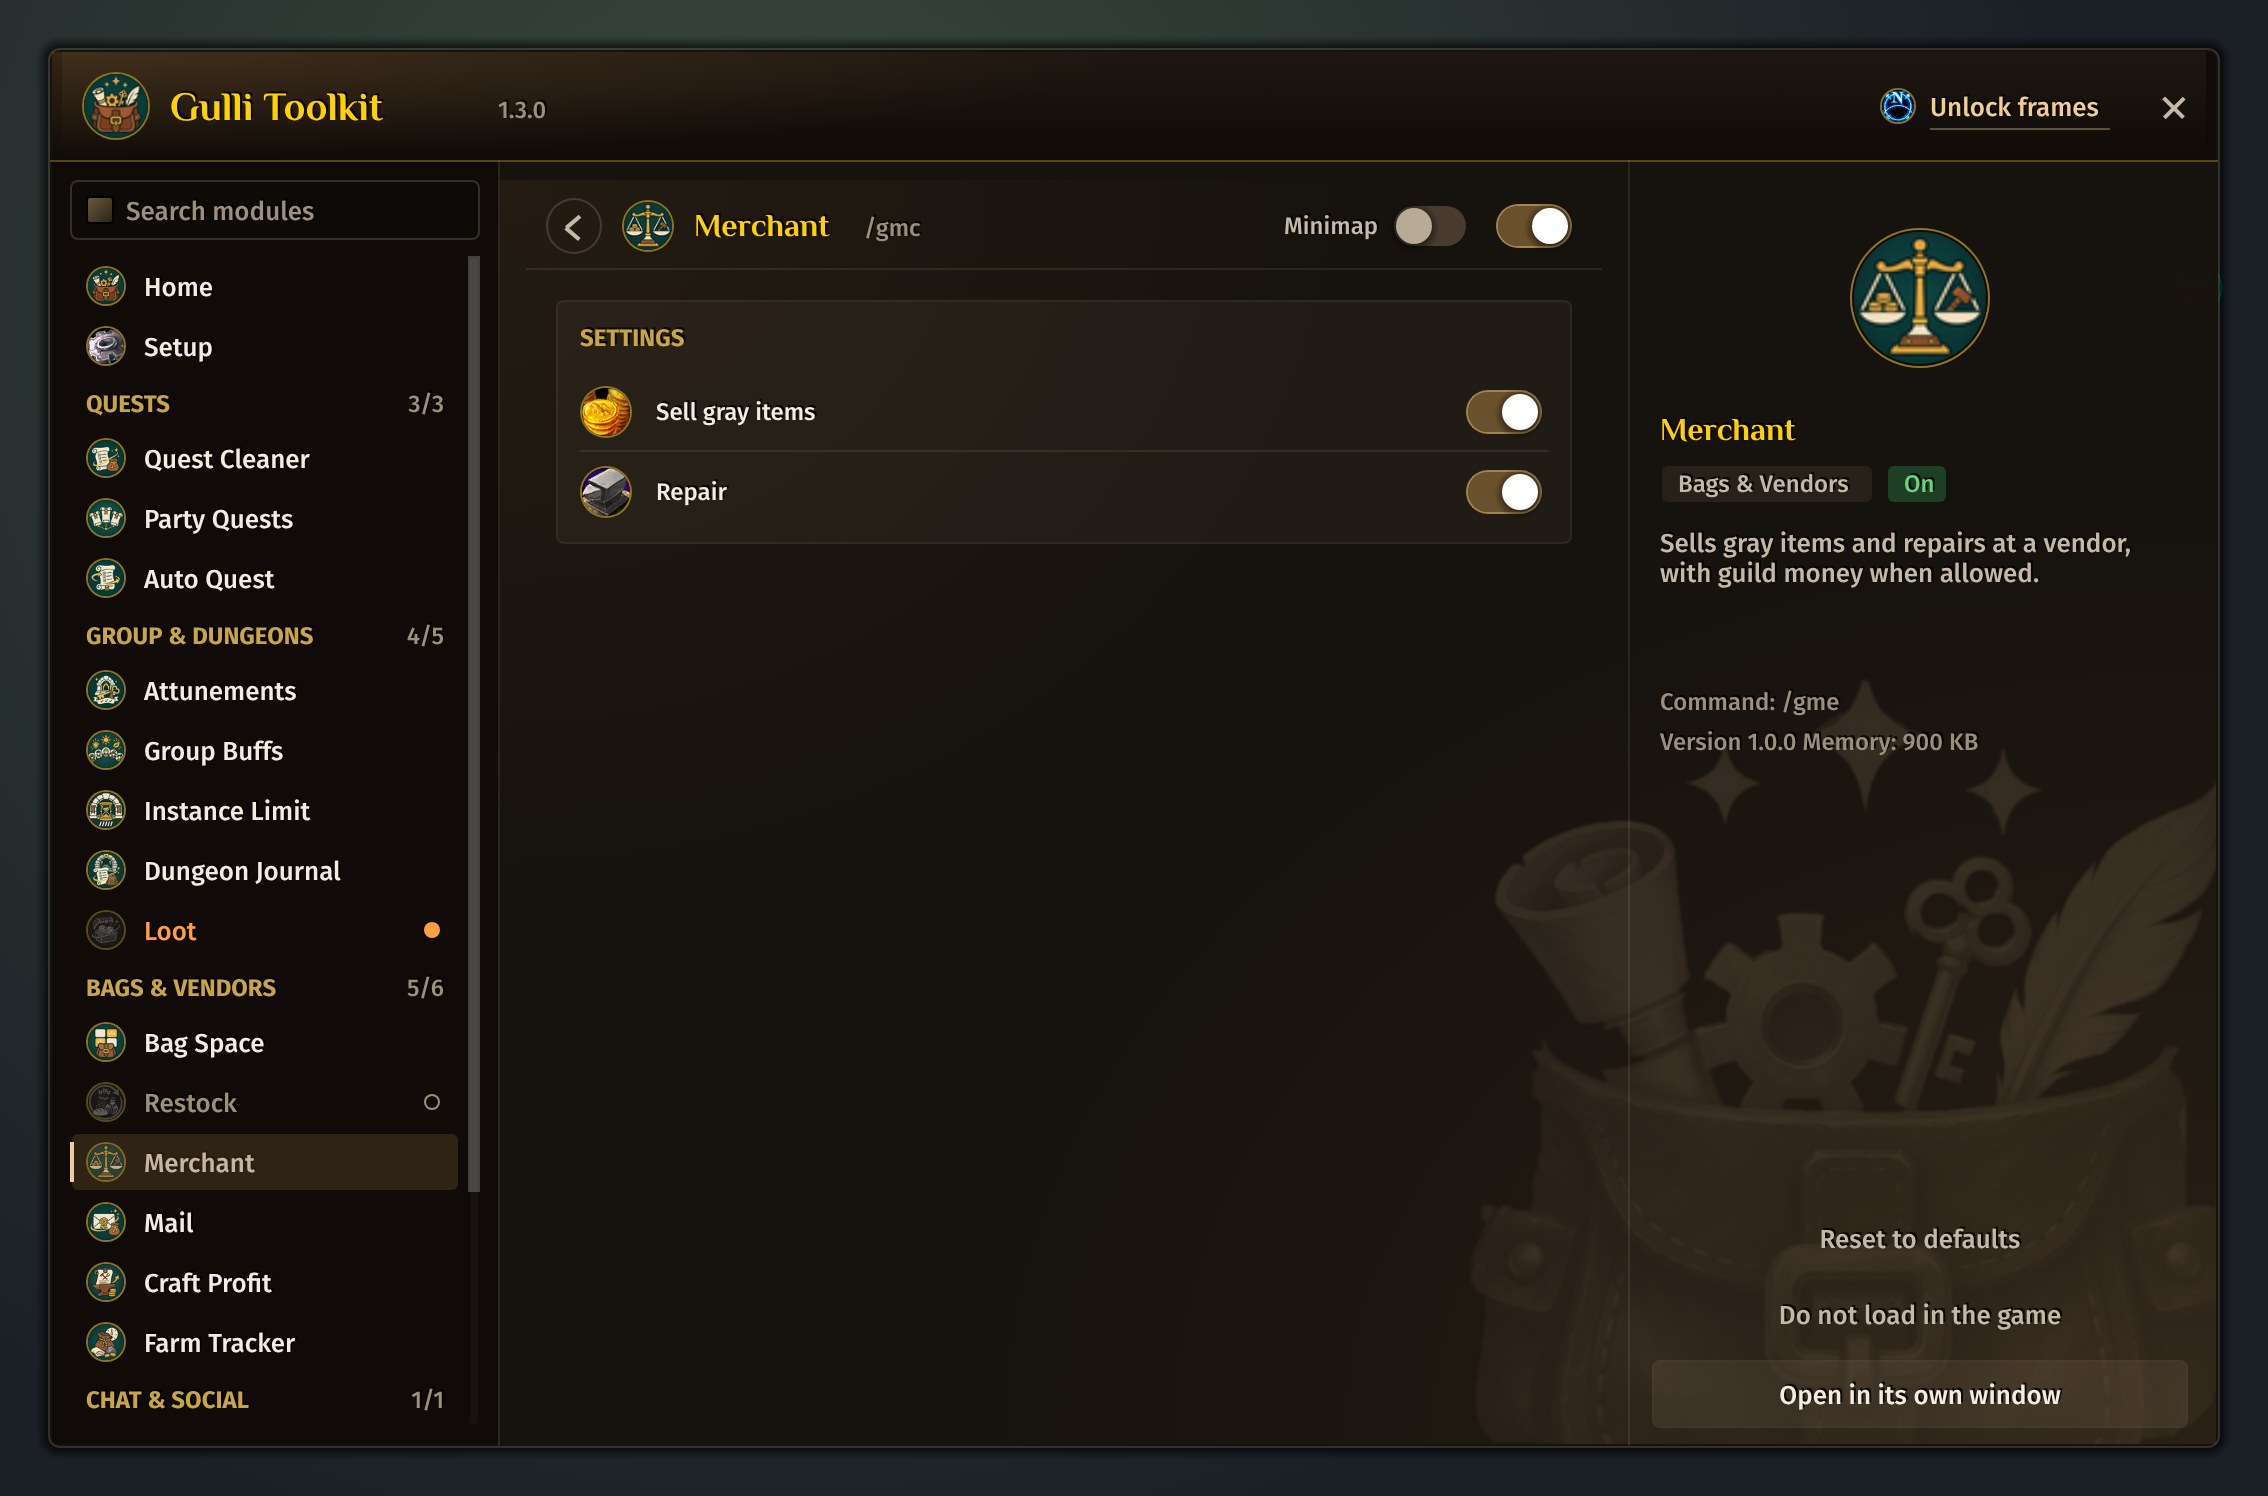 Gulli Toolkit
1.3.0
Unlock frames
Search modules
Home
Setup
QUESTS 3/3
Quest Cleaner
Party Quests
Auto Quest
GROUP & DUNGEONS 4/5
Attunements
Group Buffs
Instance Limit
Dungeon Journal
Loot
BAGS & VENDORS 5/6
Bag Space
Restock
Merchant
Mail
Craft Profit
Farm Tracker
CHAT & SOCIAL 1/1
Merchant /gmc
Minimap
SETTINGS
Sell gray items
Repair
Merchant
Bags & Vendors On
Sells gray items and repairs at a vendor,
with guild money when allowed.
Command: /gme
Version 1.0.0 Memory: 900 KB
Reset to defaults
Do not load in the game
Open in its own window